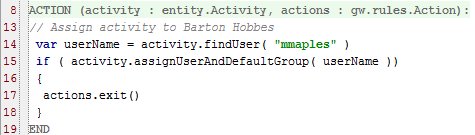 8 ACTION (activity : entity.Activity, actions : gw.rules.Action):
13 // Assign activity to Barton Hobbes
14 var userName = activity.findUser( "mmaples" )
15 if ( activity.assignUserAndDefaultGroup( userName ))
16 {
17 actions.exit()
18 }
19 END